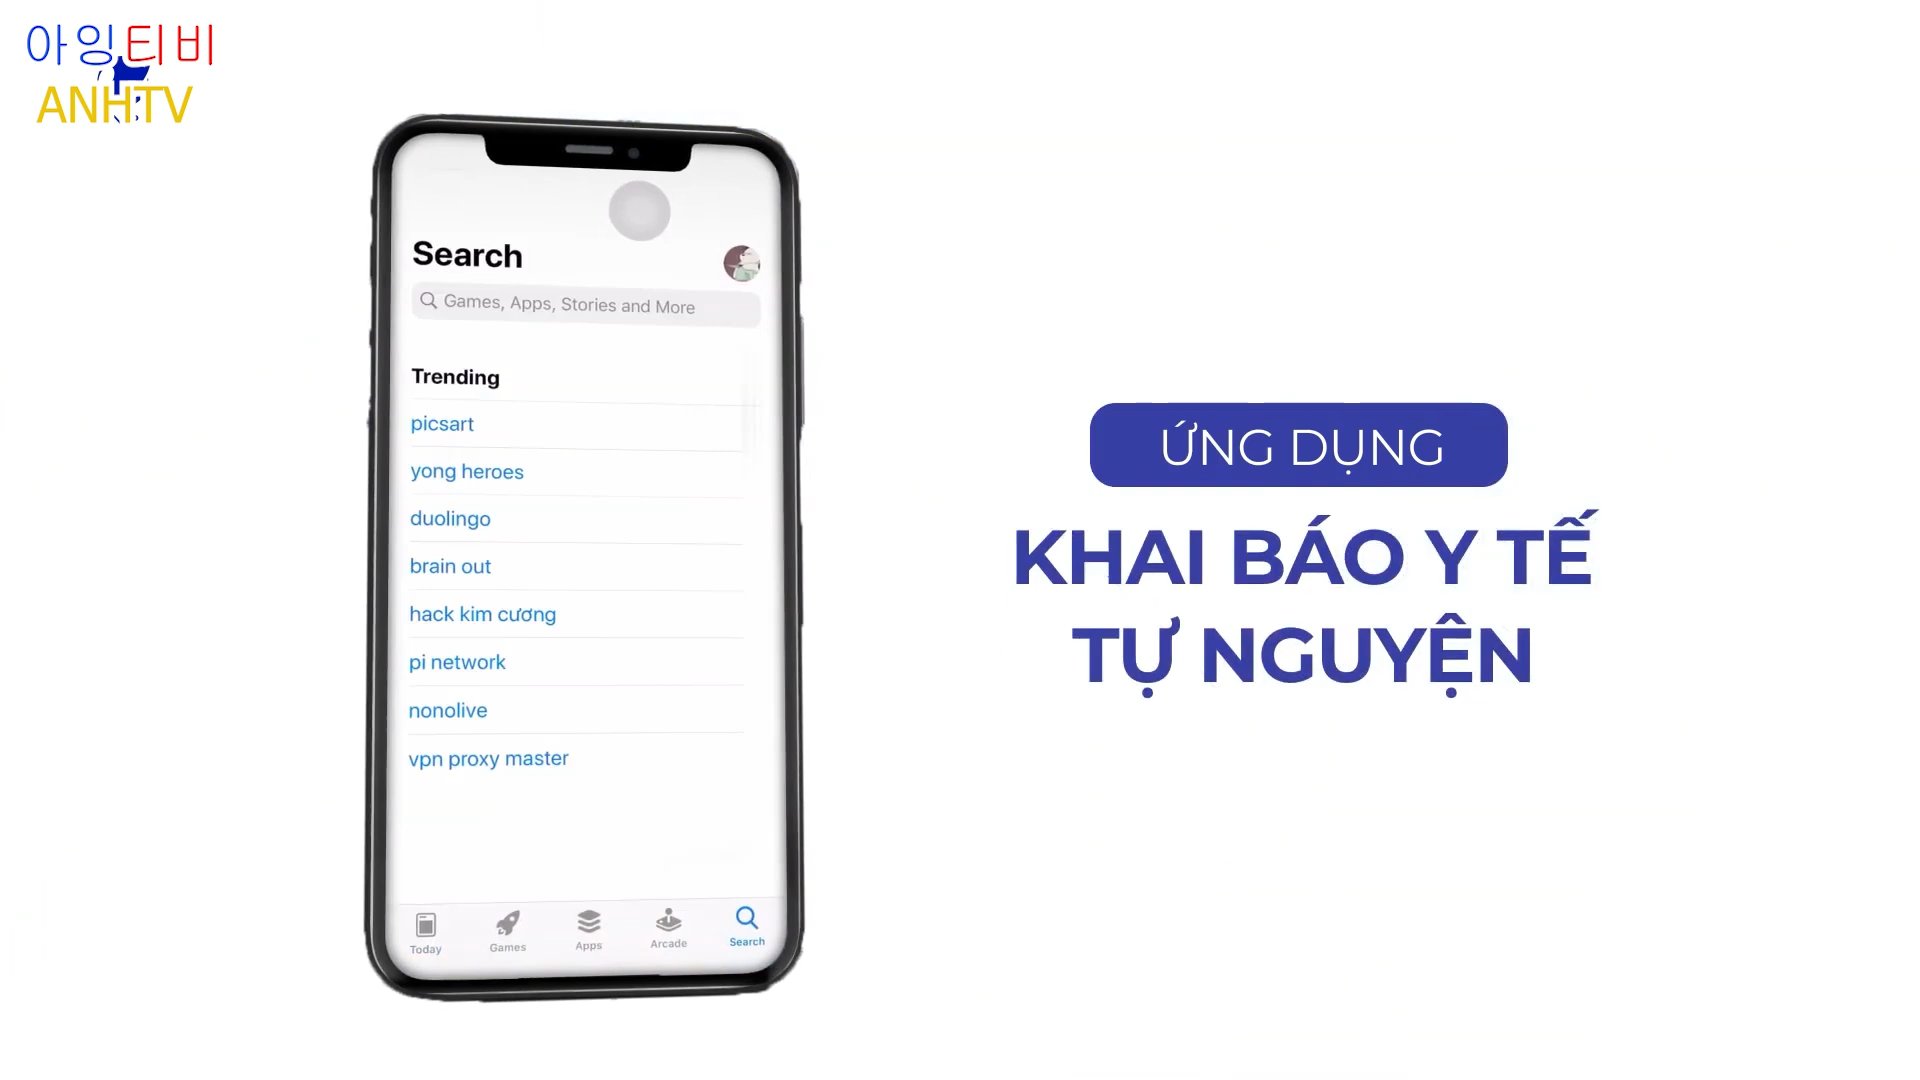 아잉티비
ANHTV
Search
Games, Apps, Stories and More
Trending
picsart
yong heroes
duolingo
brain out
hack kim cương
pi network
nonolive
vpn proxy master
Today
Games
Apps
Arcade
Search
ỨNG DỤNG
KHAI BÁO Y TẾ
TỰ NGUYỆN